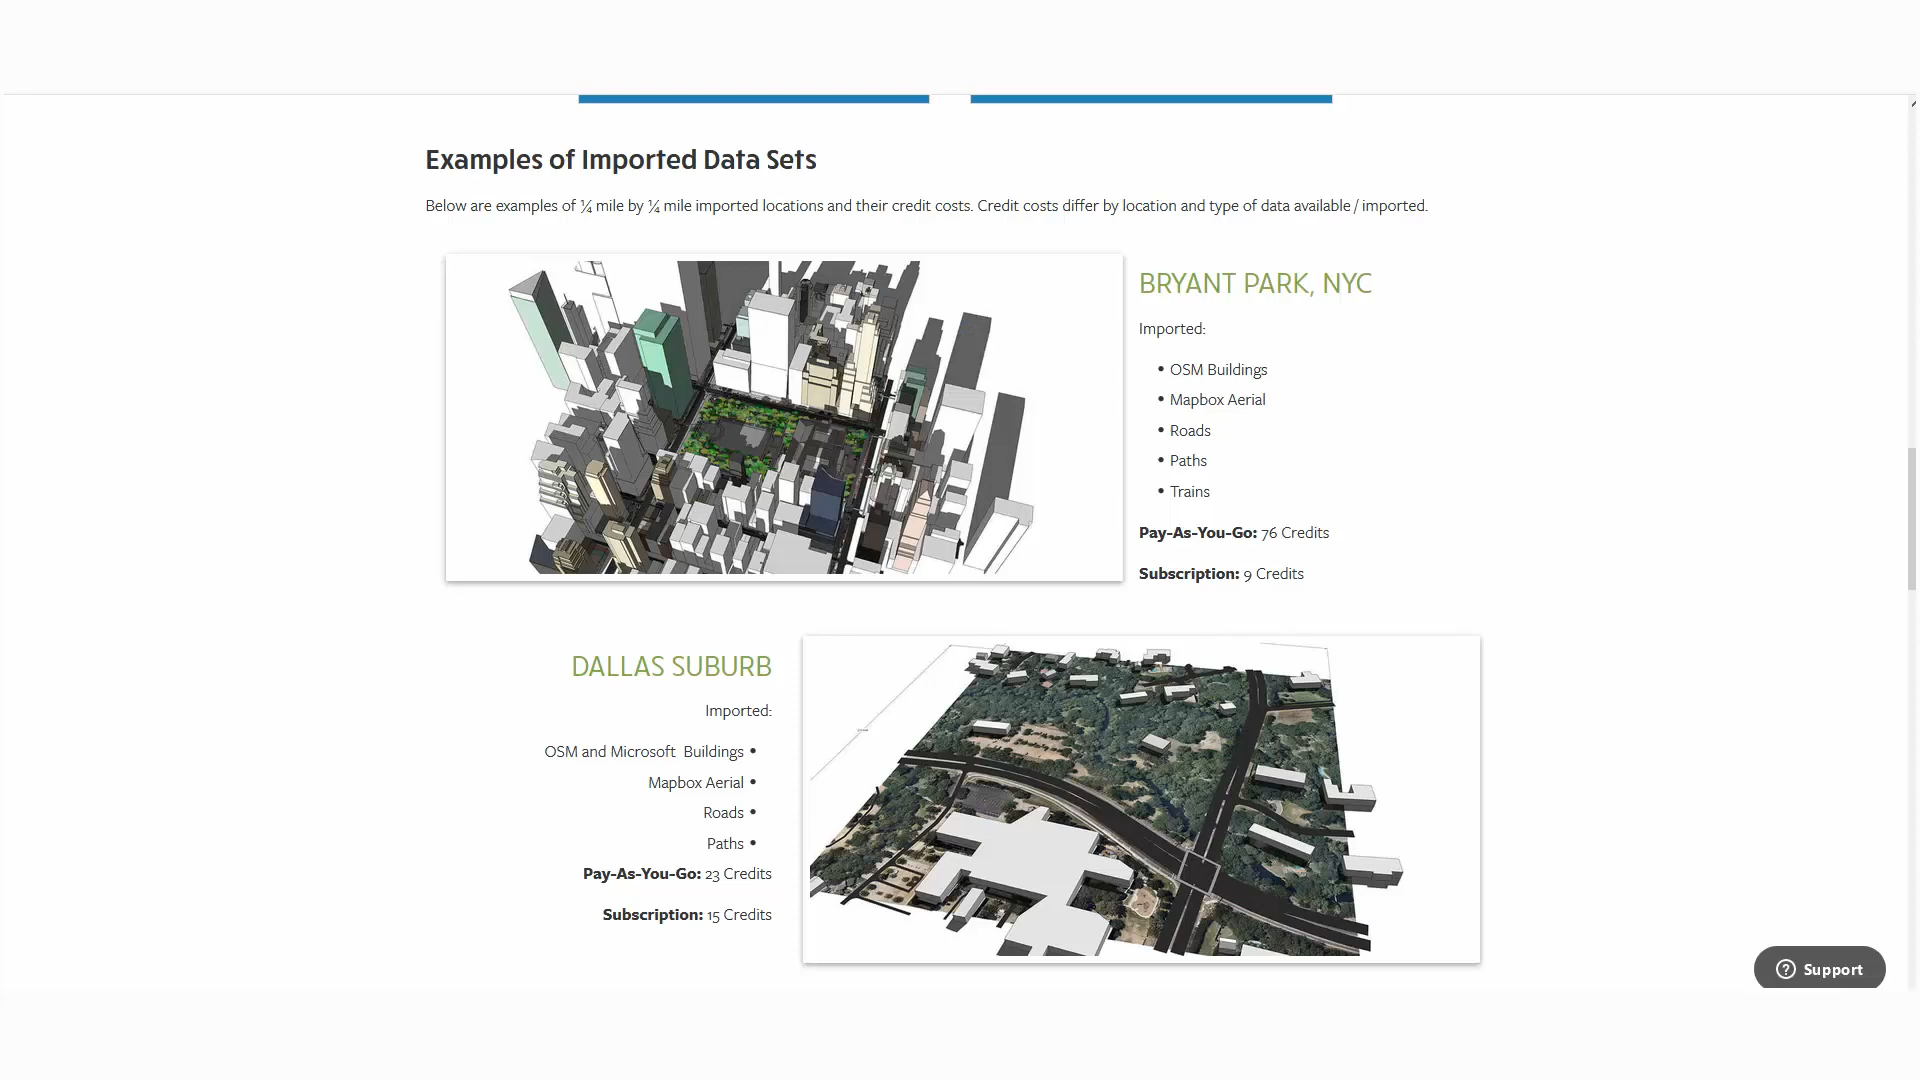 Examples of Imported Data Sets
Below are examples of ¼ mile by ¼ mile imported locations and their credit costs. Credit costs differ by location and type of data available / imported.
BRYANT PARK, NYC
Imported:
• OSM Buildings
• Mapbox Aerial
• Roads
• Paths
• Trains
Pay-As-You-Go: 76 Credits
Subscription: 9 Credits
DALLAS SUBURB
Imported:
OSM and Microsoft  Buildings •
Mapbox Aerial •
Roads •
Paths •
Pay-As-You-Go: 23 Credits
Subscription: 15 Credits
Support